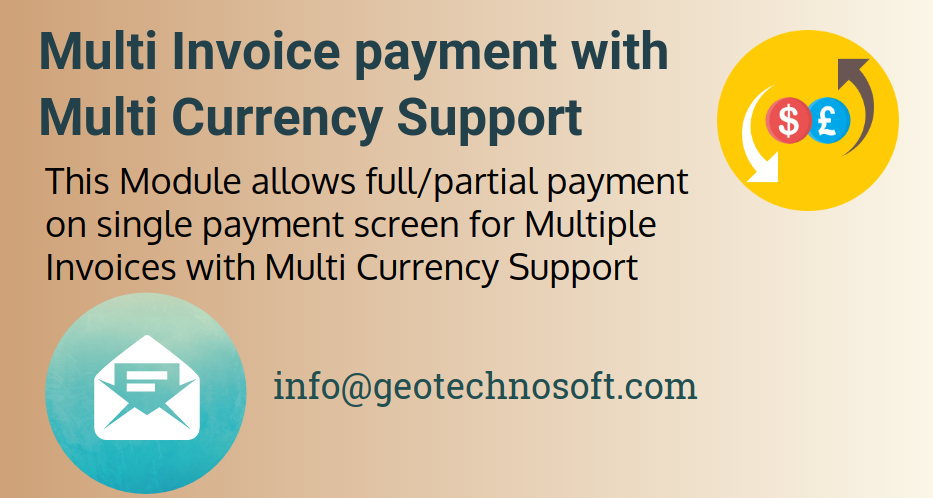 Multi Invoice payment with
Multi Currency Support
$ £
This Module allows full/partial payment
on single payment screen for Multiple
Invoices with Multi Currency Support
info@geotechnosoft.com